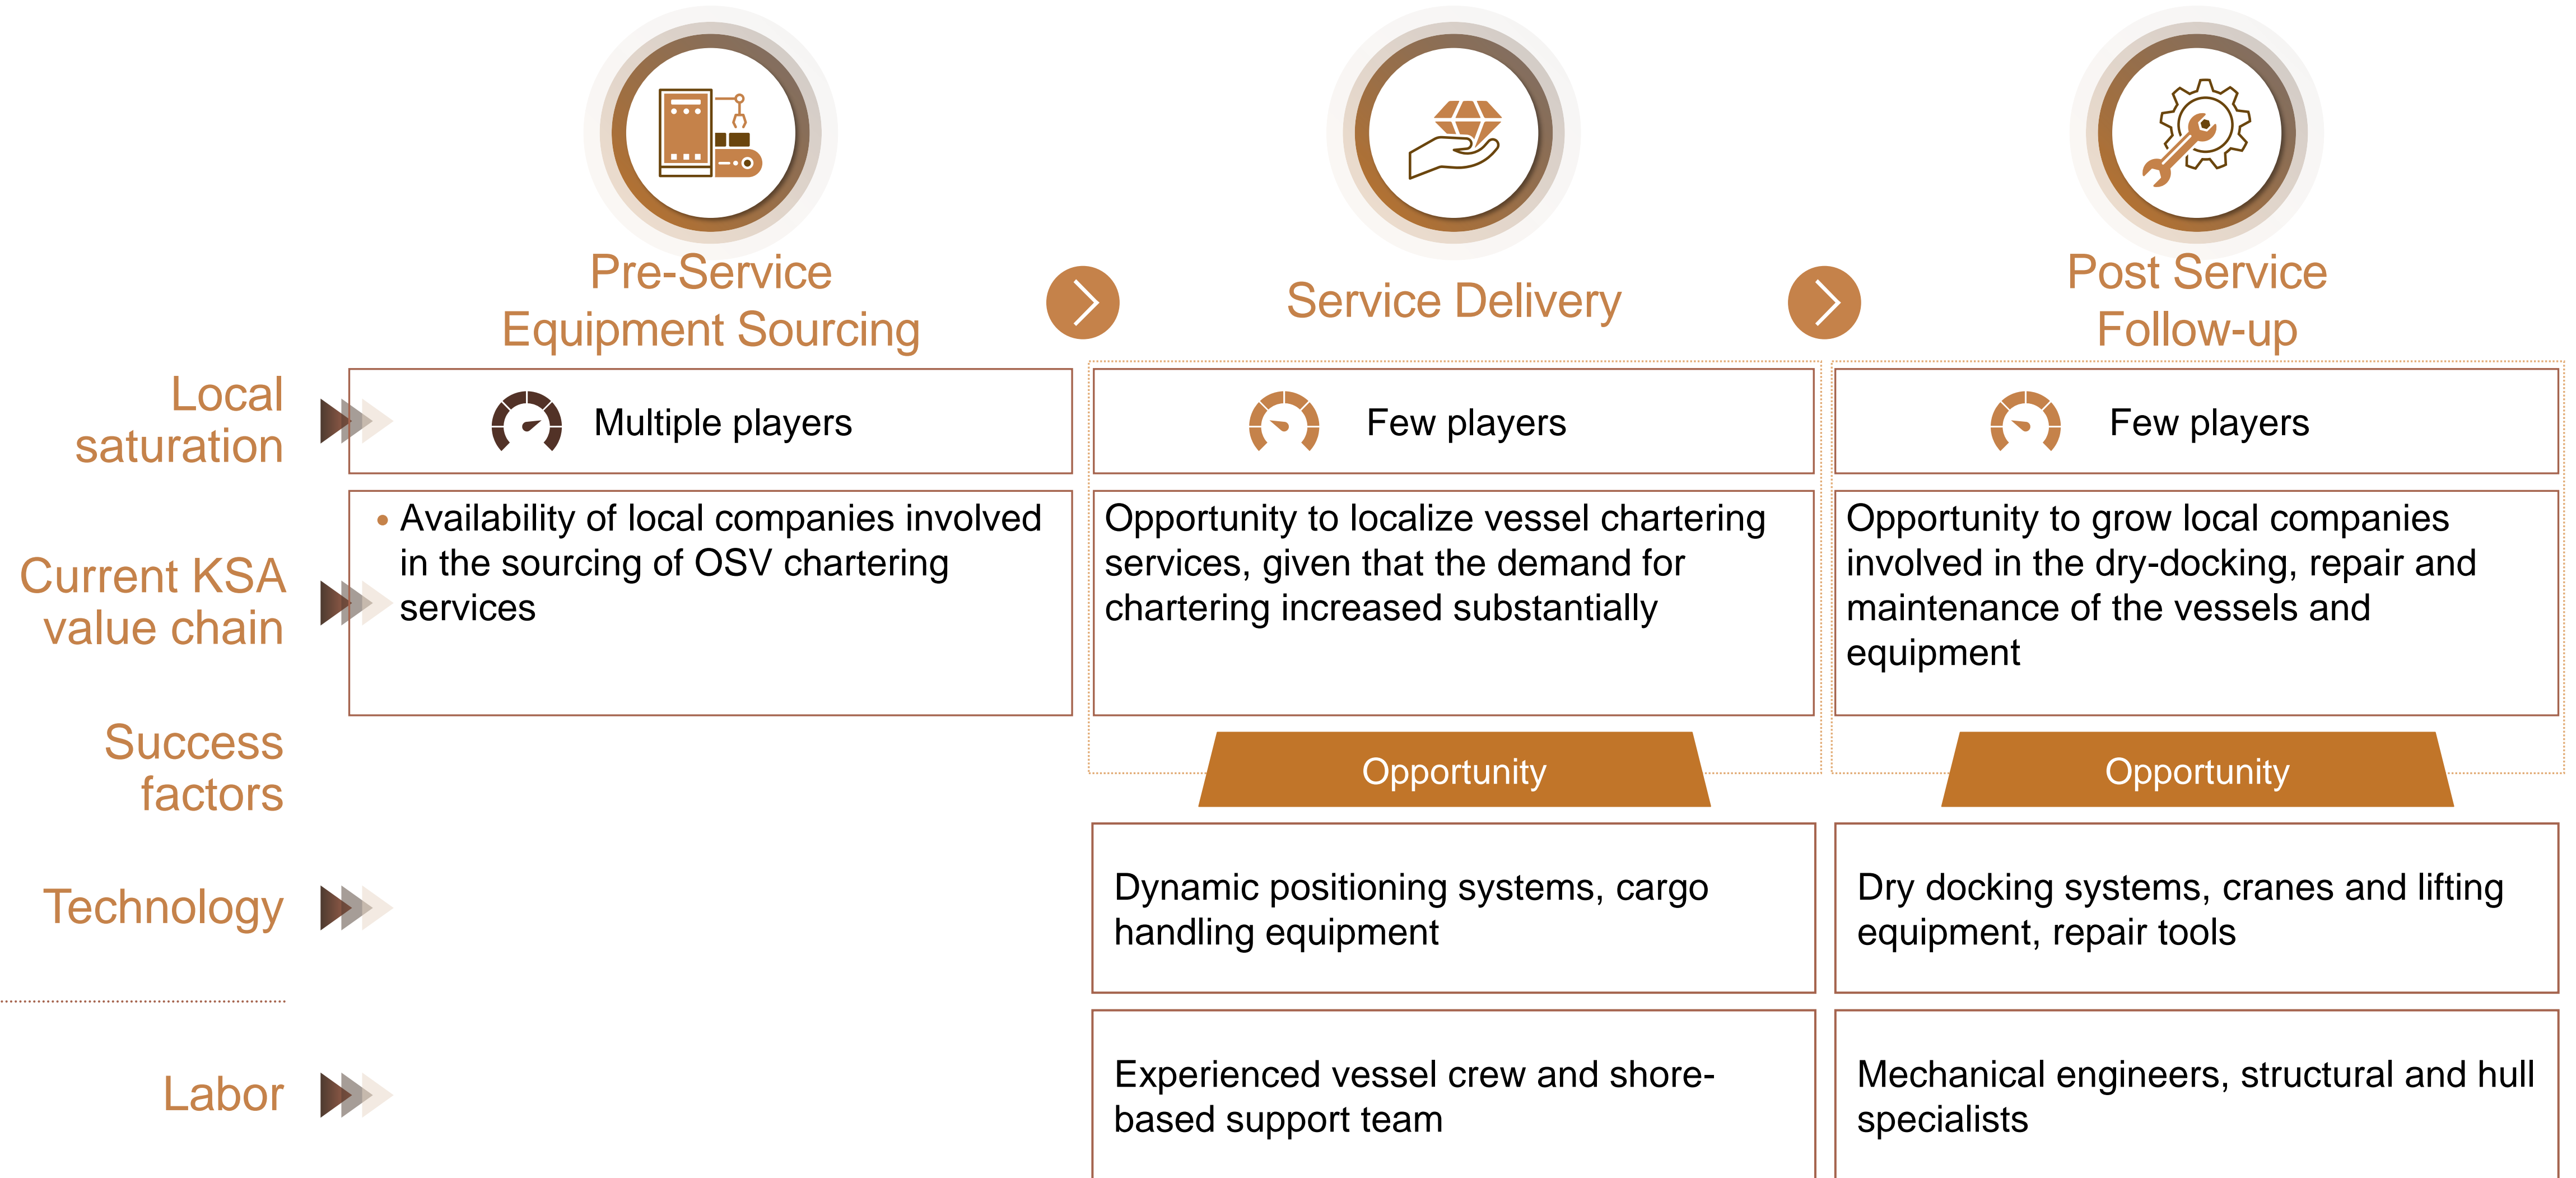 Pre-Service
Equipment Sourcing
Service Delivery
Post Service
Follow-up
Local
saturation
Multiple players
Few players
Few players
Current KSA
value chain
• Availability of local companies involved
in the sourcing of OSV chartering
services
Opportunity to localize vessel chartering
services, given that the demand for
chartering increased substantially
Opportunity to grow local companies
involved in the dry-docking, repair and
maintenance of the vessels and
equipment
Success
factors
Opportunity
Opportunity
Technology
Dynamic positioning systems, cargo
handling equipment
Dry docking systems, cranes and lifting
equipment, repair tools
Labor
Experienced vessel crew and shore-
based support team
Mechanical engineers, structural and hull
specialists